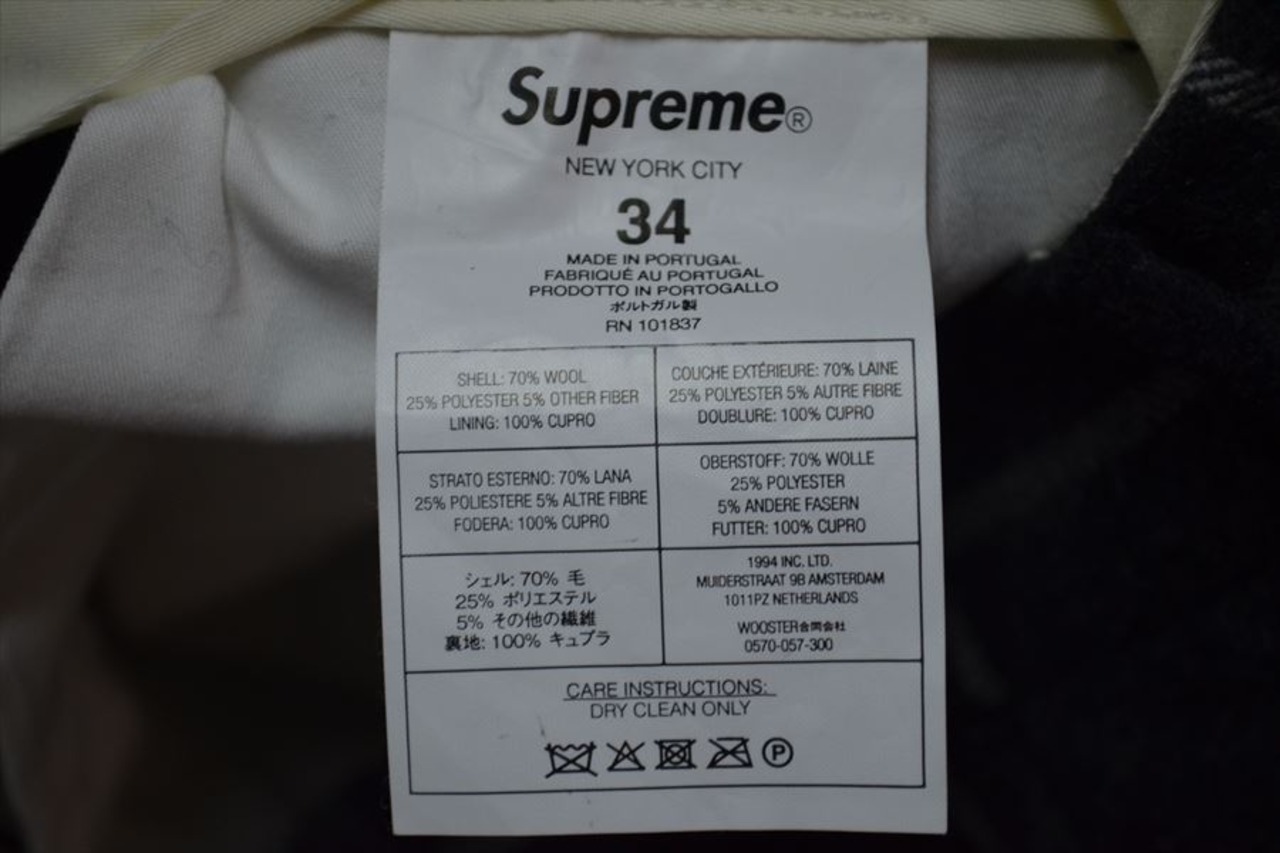 Supreme®
NEW YORK CITY
34
MADE IN PORTUGAL
FABRIQUÉ AU PORTUGAL
PRODOTTO IN PORTOGALLO
ポルトガル製
RN 101837
SHELL: 70% WOOL
25% POLYESTER 5% OTHER FIBER
LINING: 100% CUPRO
COUCHE EXTÉRIEURE: 70% LAINE
25% POLYESTER 5% AUTRE FIBRE
DOUBLURE: 100% CUPRO
STRATO ESTERNO: 70% LANA
25% POLIESTERE 5% ALTRE FIBRE
FODERA: 100% CUPRO
OBERSTOFF: 70% WOLLE
25% POLYESTER
5% ANDERE FASERN
FUTTER: 100% CUPRO
シェル: 70% 毛
25% ポリエステル
5% その他の繊維
裏地: 100% キュプラ
1994 INC. LTD.
MUIDERSTRAAT 9B AMSTERDAM
1011PZ NETHERLANDS
WOOSTER合同会社
0570-057-300
CARE INSTRUCTIONS:
DRY CLEAN ONLY
P